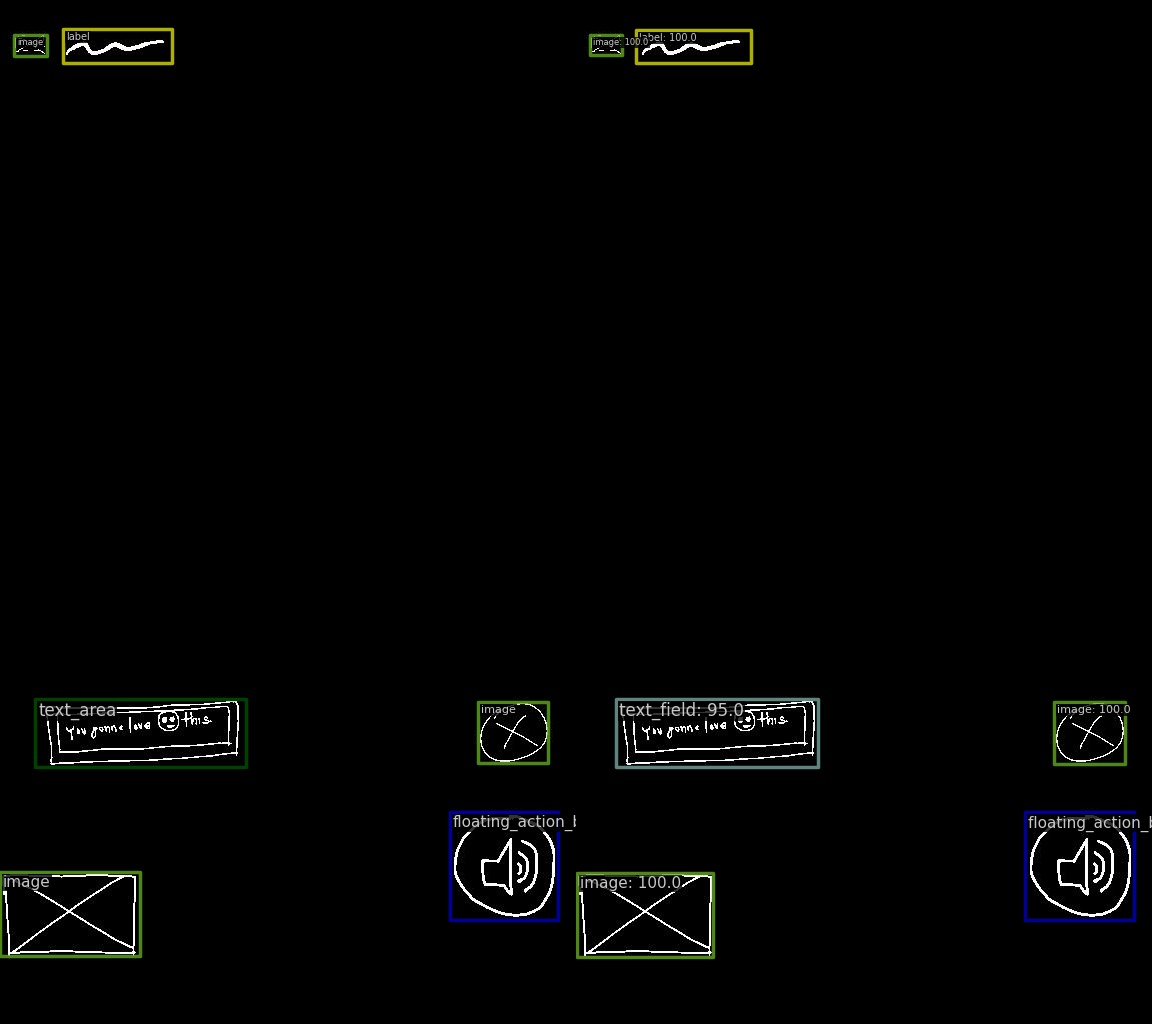 image
label
image: 100.0
label: 100.0
text_area
You gonna love this
image
text_field: 95.0
You gonna love this
image: 100.0
floating_action_b
floating_action_b
image
image: 100.0